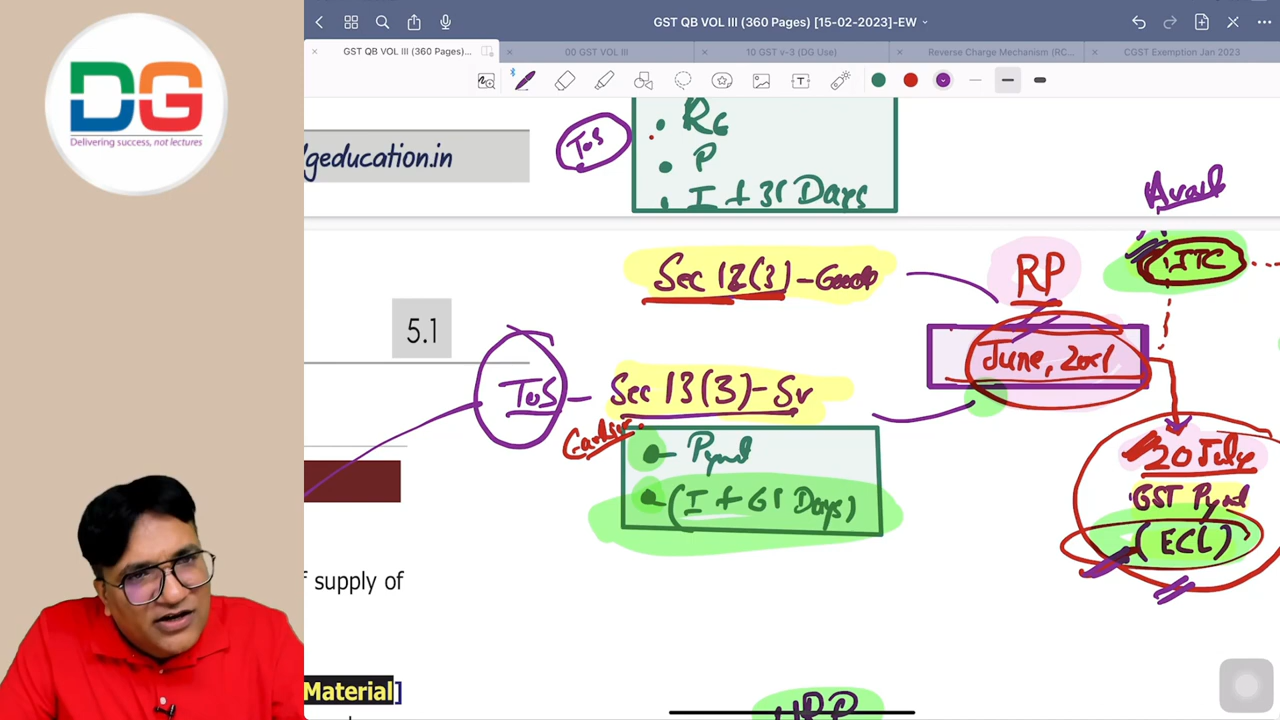 DG
Delivering success, not lectures
GST QB VOL III (360 Pages) [15-02-2023]-EW
GST QB VOL III (360 Pages)...
00 GST VOL III
10 GST v-3 (DG Use)
Reverse Charge Mechanism (RC...
CGST Exemption Jan 2023
geducation.in
ToS
P
I + 31 Days
Avail
Sec 12(3) - Goods
RP
ITC
5.1
June, 2001
ToS - Sec 13(3) - Sv
Earlier
Pymt
(I + 61 Days)
20 July
GST Pymt
(ECL)
f supply of
Material]